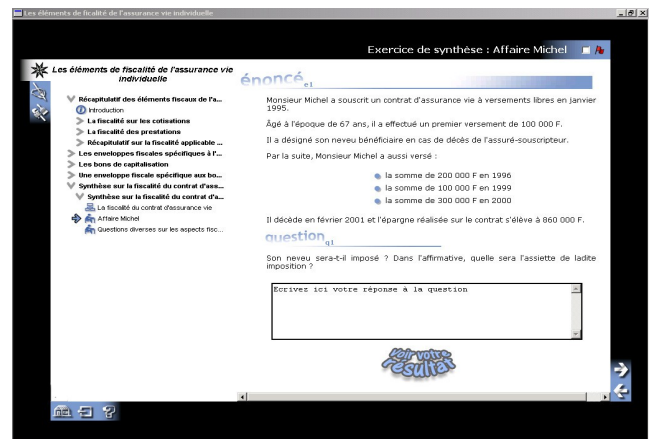 Les éléments de ficalité de l'assurance vie individuelle
Exercice de synthèse : Affaire Michel
Les éléments de fiscalité de l'assurance vie
individuelle
Récapitulatif des éléments fiscaux de l'a...
Introduction
La fiscalité sur les cotisations
La fiscalité des prestations
Récapitulatif sur la fiscalité applicable ...
Les enveloppes fiscales spécifiques à l'...
Les bons de capitalisation
Une enveloppe fiscale spécifique aux bo...
Synthèse sur la fiscalité du contrat d'ass...
Synthèse sur la fiscalité du contrat d'a...
La fiscalité du contrat d'assurance vie
Affaire Michel
Questions diverses sur les aspects fisc...
énoncé e1
Monsieur Michel a souscrit un contrat d'assurance vie à versements libres en janvier
1995.
Âgé à l'époque de 67 ans, il a effectué un premier versement de 100 000 F.
Il a désigné son neveu bénéficiaire en cas de décès de l'assuré-souscripteur.
Par la suite, Monsieur Michel a aussi versé :
la somme de 200 000 F en 1996
la somme de 100 000 F en 1999
la somme de 300 000 F en 2000
Il décède en février 2001 et l'épargne réalisée sur le contrat s'élève à 860 000 F.
question q1
Son neveu sera-t-il imposé ? Dans l'affirmative, quelle sera l'assiette de ladite
imposition ?
Ecrivez ici votre réponse à la question
Voir votre
résultat